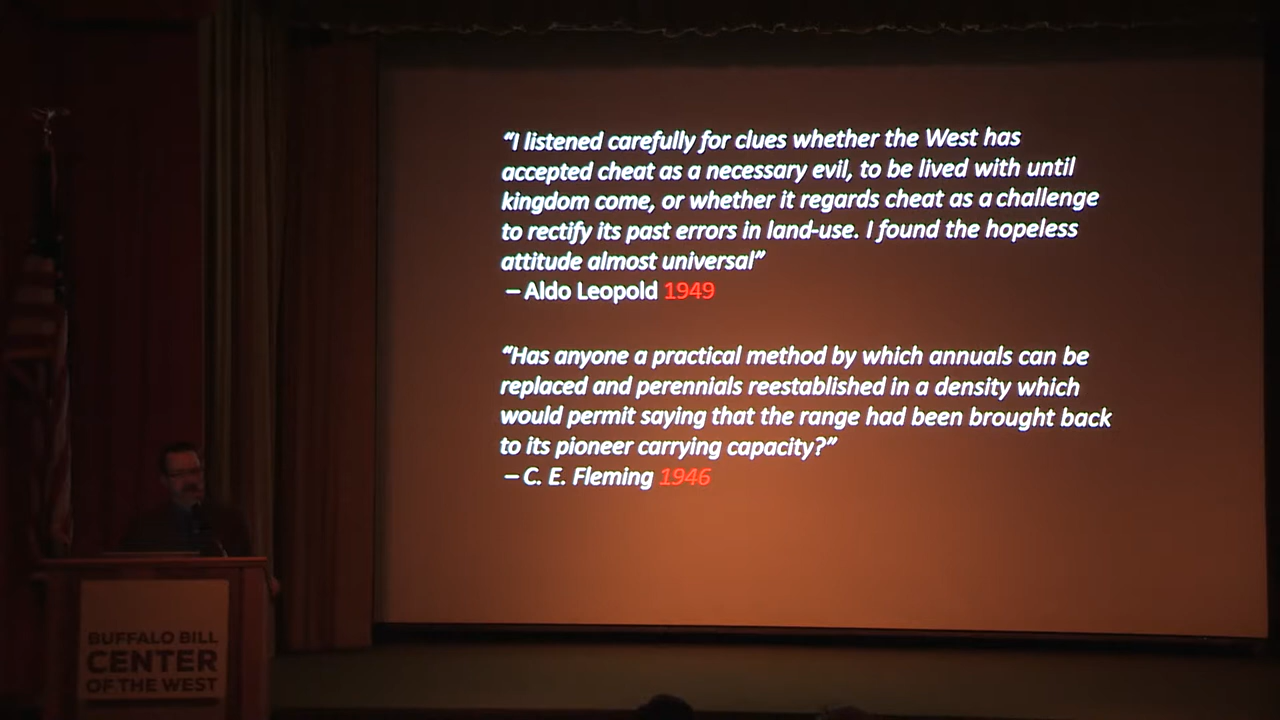 “I listened carefully for clues whether the West has
accepted cheat as a necessary evil, to be lived with until
kingdom come, or whether it regards cheat as a challenge
to rectify its past errors in land-use. I found the hopeless
attitude almost universal”
– Aldo Leopold 1949
“Has anyone a practical method by which annuals can be
replaced and perennials reestablished in a density which
would permit saying that the range had been brought back
to its pioneer carrying capacity?”
– C. E. Fleming 1946
BUFFALO BILL
CENTER
OF THE WEST